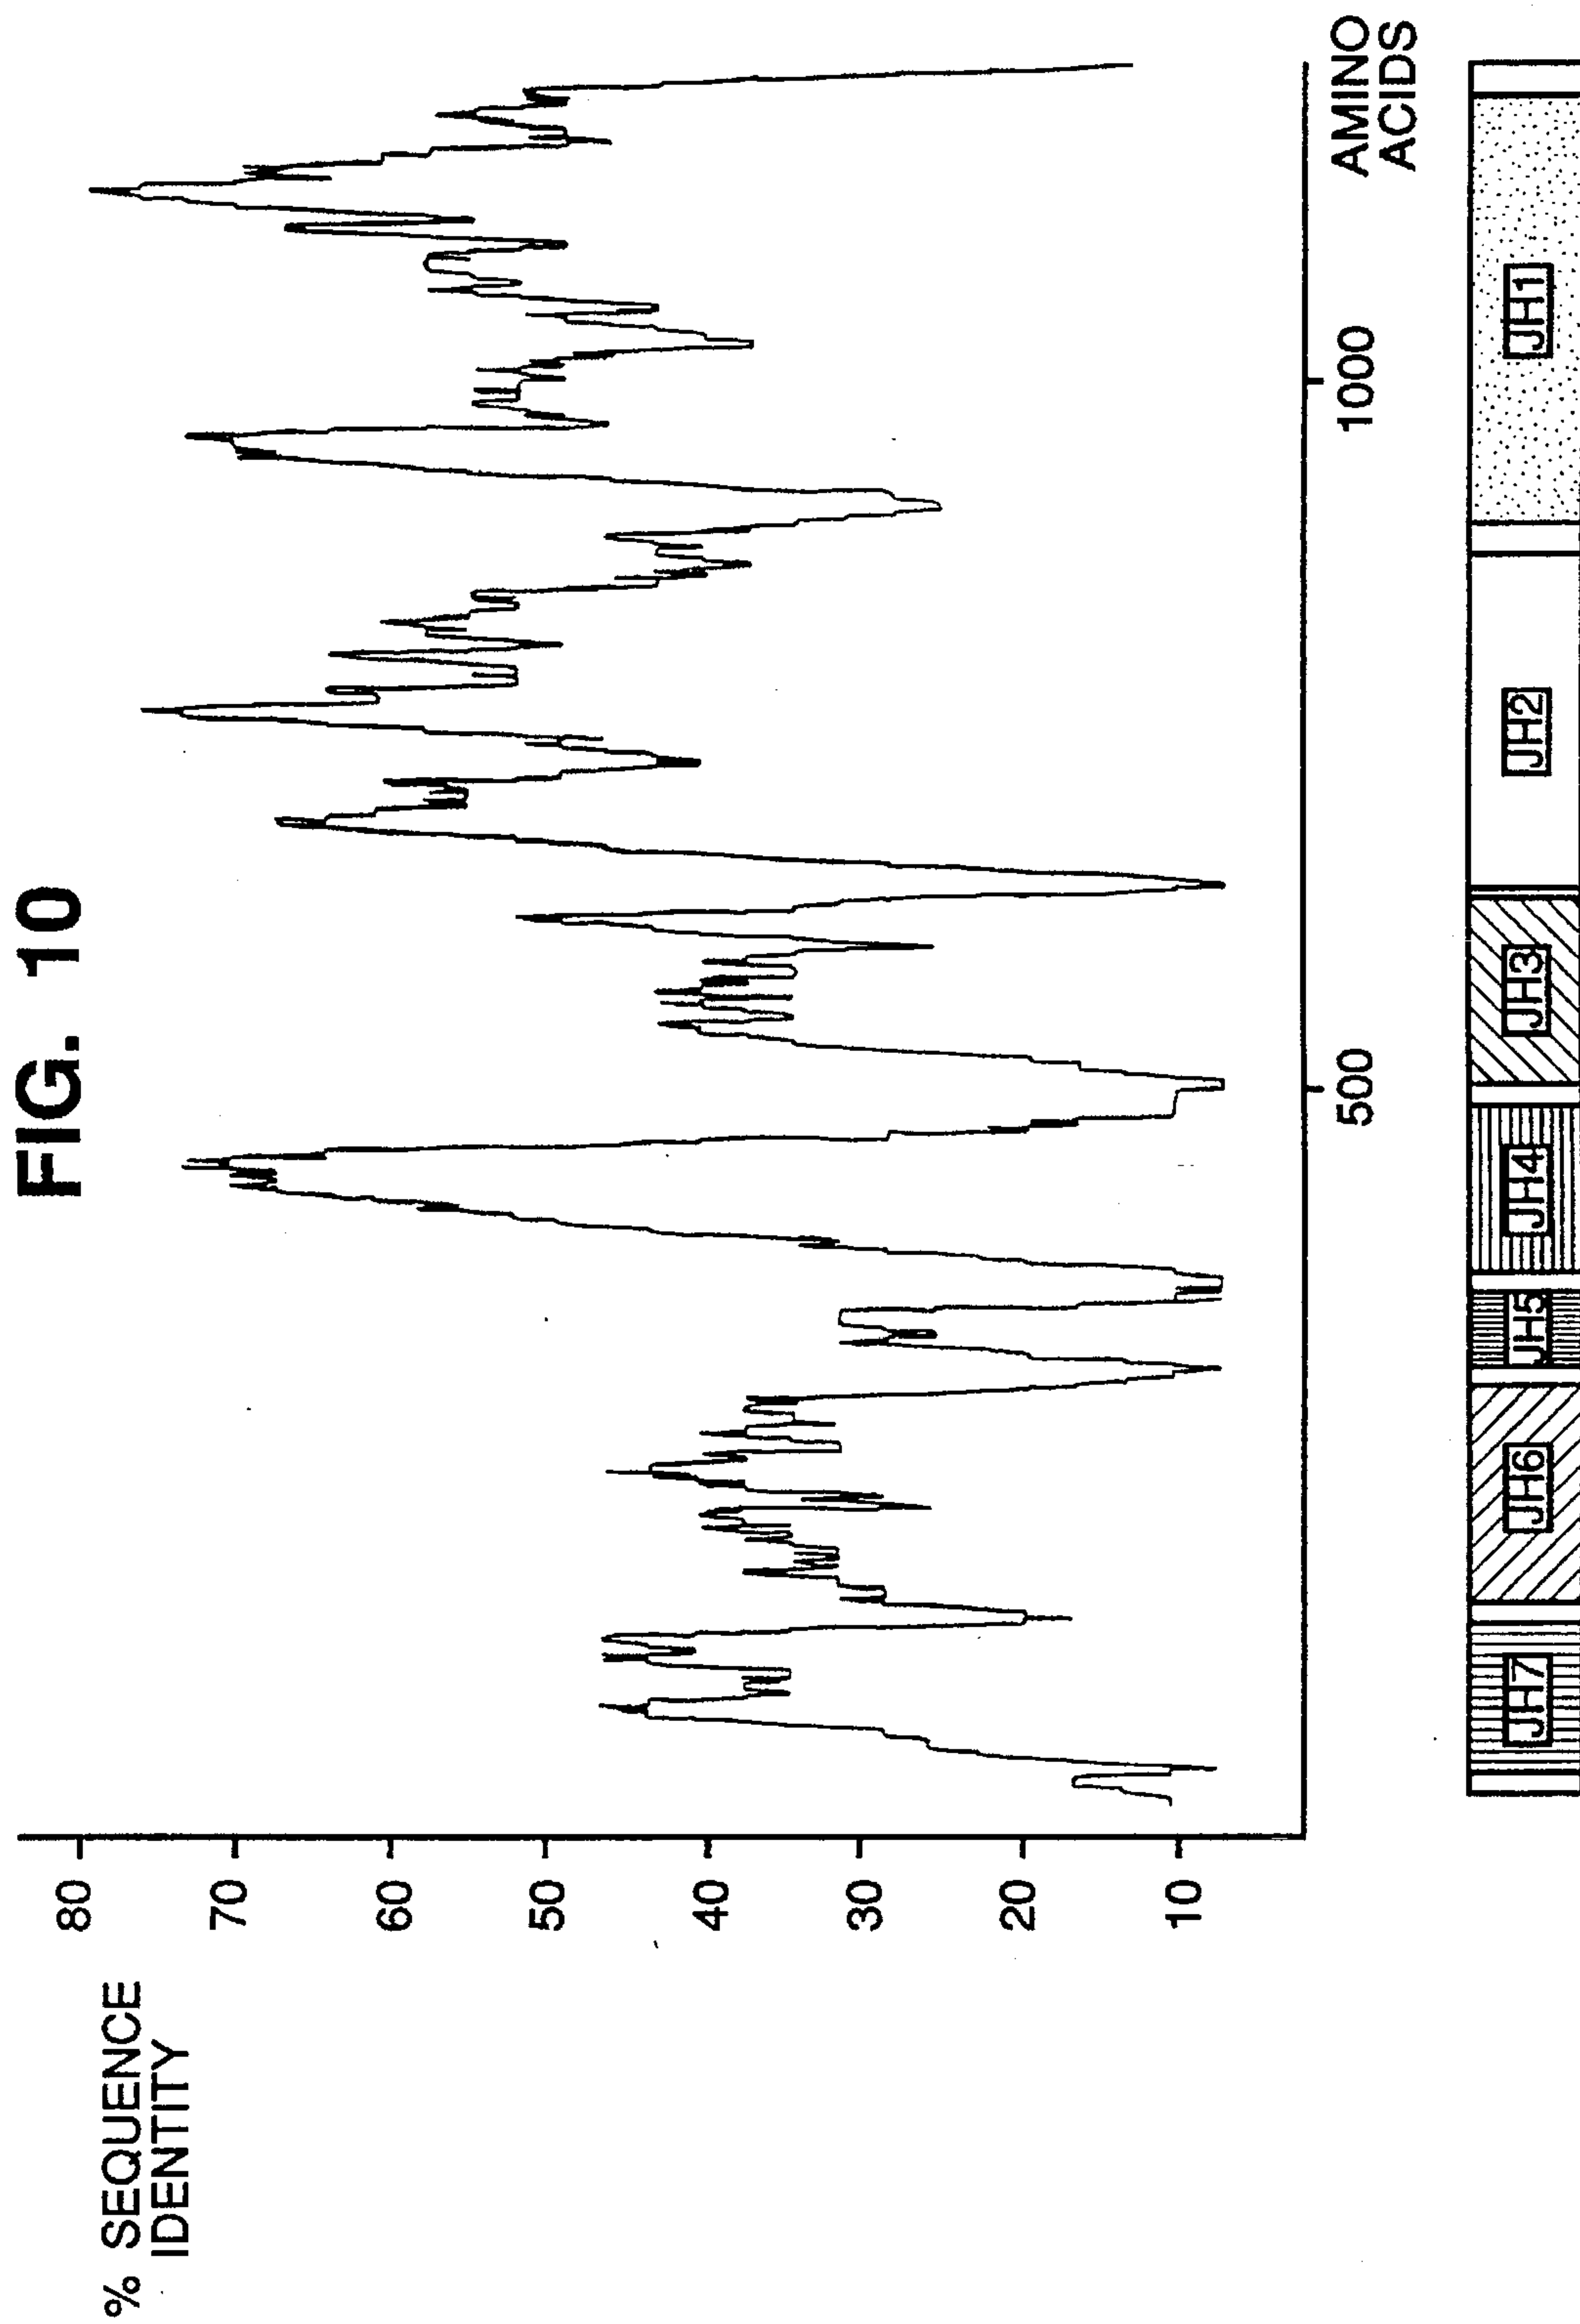 FIG. 10
% SEQUENCE
IDENTITY
80
70
60
50
40
30
20
10
500
1000
AMINO
ACIDS
JH7
JH6
JH5
JH4
JH3
JH2
JH1